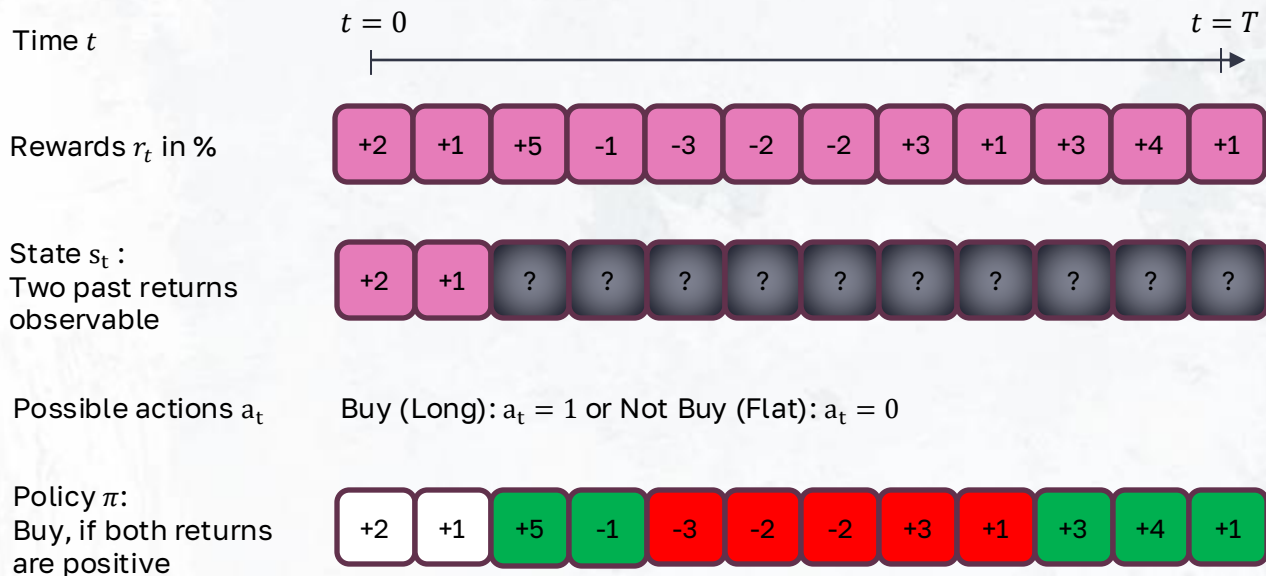 t = 0 t = T
Time t
Rewards r_t in % +2 +1 +5 -1 -3 -2 -2 +3 +1 +3 +4 +1
State s_t :
Two past returns
observable
+2 +1 ? ? ? ? ? ? ? ? ? ?
Possible actions a_t Buy (Long): a_t = 1 or Not Buy (Flat): a_t = 0
Policy π:
Buy, if both returns
are positive
+2 +1 +5 -1 -3 -2 -2 +3 +1 +3 +4 +1